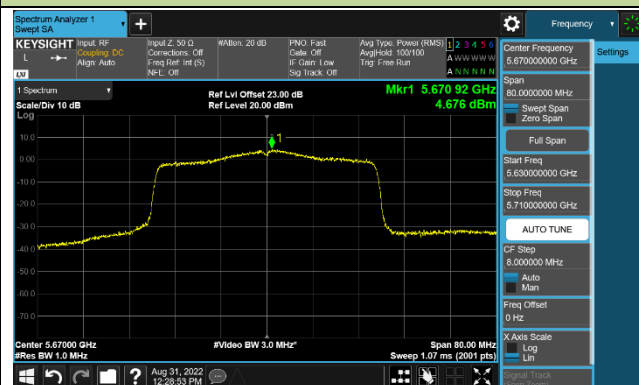 Spectrum Analyzer 1
Swept SA
Frequency
KEYSIGHT
Input: RF
Coupling: DC
Align: Auto
Input Z: 50 Ω
Corrections: Off
Freq Ref: Int (S)
NFE: Off
#Atten: 20 dB
PNO: Fast
Gate: Off
IF Gain: Low
Sig Track: Off
Avg Type: Power (RMS)
Avg|Hold: 100/100
Trig: Free Run
1 2 3 4 5 6
A W W W W W
A N N N N N
L
LXI
1 Spectrum
Scale/Div 10 dB
Log
Ref Lvl Offset 23.00 dB
Ref Level 20.00 dBm
Mkr1 5.670 92 GHz
4.676 dBm
1
10.0
0.00
-10.0
-20.0
-30.0
-40.0
-50.0
-60.0
-70.0
Center 5.67000 GHz
#Res BW 1.0 MHz
#Video BW 3.0 MHz*
Span 80.00 MHz
Sweep 1.07 ms (2001 pts)
Aug 31, 2022
12:28:53 PM
Settings
Center Frequency
5.670000000 GHz
Span
80.0000000 MHz
Swept Span
Zero Span
Full Span
Start Freq
5.630000000 GHz
Stop Freq
5.710000000 GHz
AUTO TUNE
CF Step
8.000000 MHz
Auto
Man
Freq Offset
0 Hz
X Axis Scale
Log
Lin
Signal Track